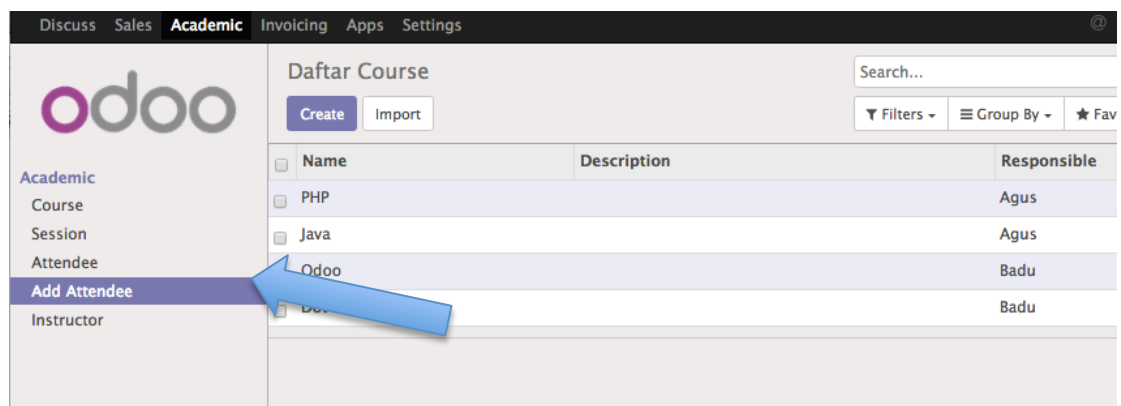 Discuss Sales Academic Invoicing Apps Settings @
odoo
Daftar Course
Search...
Create Import
Filters Group By Fav
Name Description Responsible
Academic
Course
Session
Attendee
Add Attendee
Instructor
PHP Agus
Java Agus
Odoo Badu
Badu